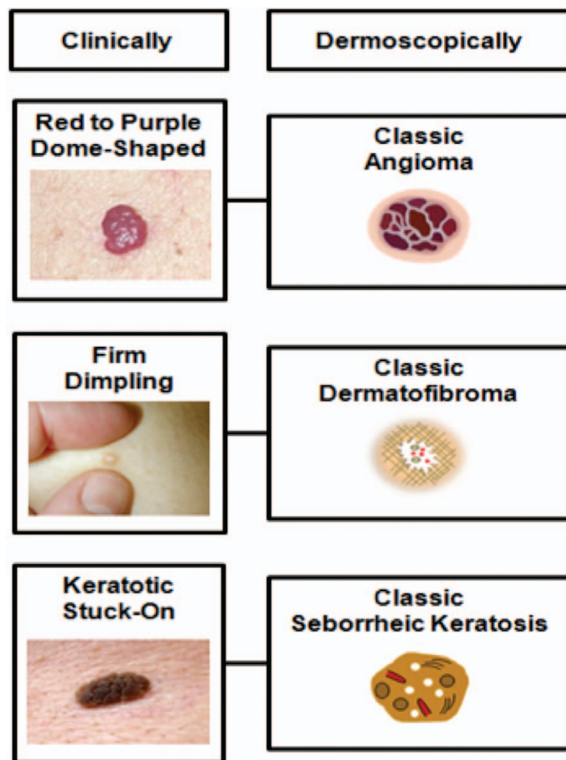 Clinically
Dermoscopically
Red to Purple
Dome-Shaped
Classic
Angioma
Firm
Dimpling
Classic
Dermatofibroma
Keratotic
Stuck-On
Classic
Seborrheic Keratosis